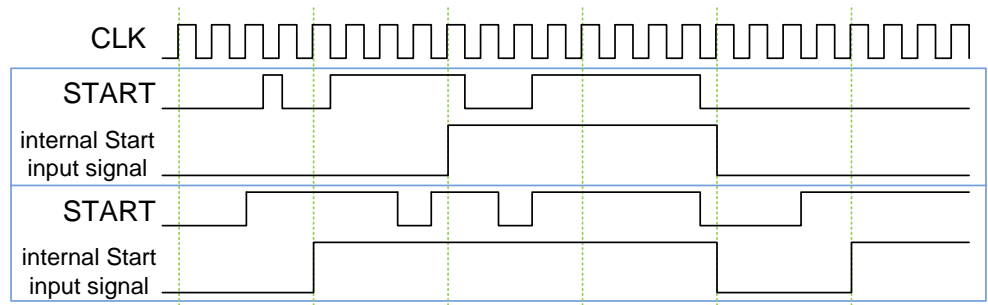 CLK
START
internal Start
input signal
START
internal Start
input signal